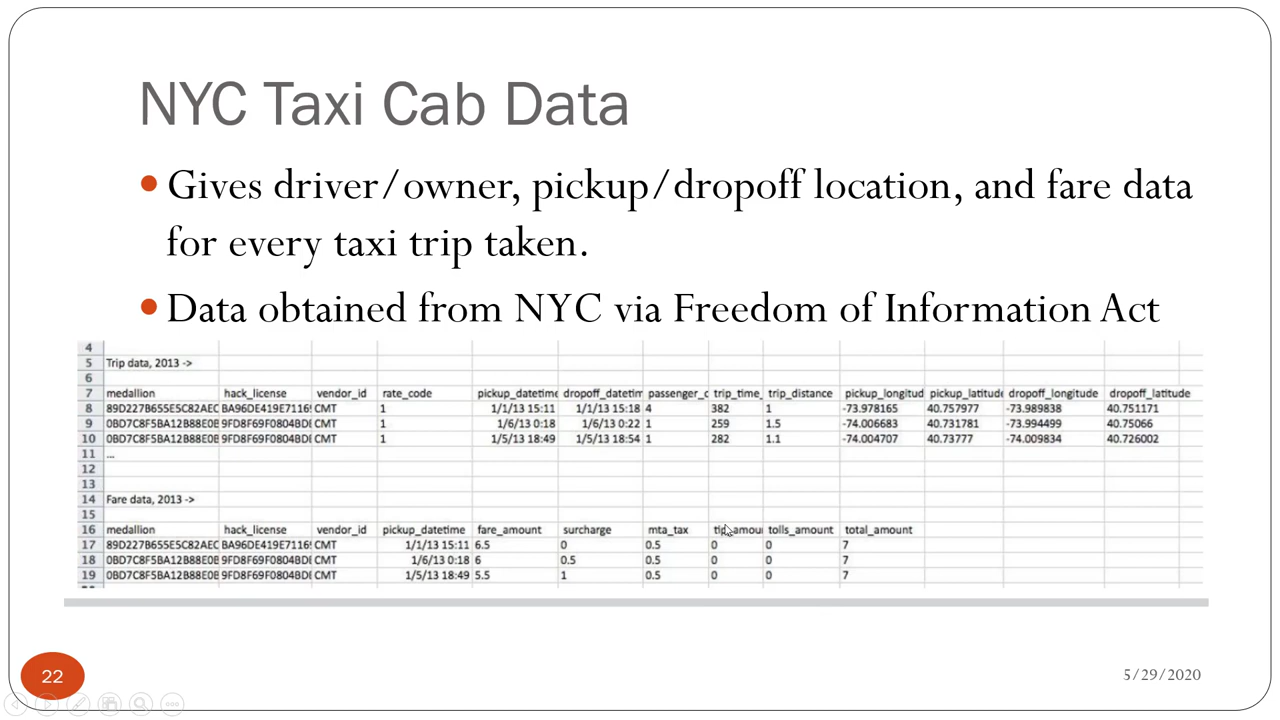 NYC Taxi Cab Data
Gives driver/owner, pickup/dropoff location, and fare data
for every taxi trip taken.
Data obtained from NYC via Freedom of Information Act
4
5 Trip data, 2013 ->
6
7 medallion hack_license vendor_id rate_code pickup_datetime dropoff_datetim passenger_c trip_time_ trip_distance pickup_longitud pickup_latitude dropoff_longitude dropoff_latitude
8 89D227B655E5C82AEC BA96DE419E7116 CMT 1 1/1/13 15:11 1/1/13 15:18 4 382 1 -73.978165 40.757977 -73.989838 40.751171
9 0BD7C8F5BA12B88E0B 9FD8F69F0804BD CMT 1 1/6/13 0:18 1/6/13 0:22 1 259 1.5 -74.006683 40.731781 -73.994499 40.75066
10 0BD7C8F5BA12B88E0B 9FD8F69F0804BD CMT 1 1/5/13 18:49 1/5/13 18:54 1 282 1.1 -74.004707 40.73777 -74.009834 40.726002
11 ...
12
13
14 Fare data, 2013 ->
15
16 medallion hack_license vendor_id pickup_datetime fare_amount surcharge mta_tax tip_amou tolls_amount total_amount
17 89D227B655E5C82AEC BA96DE419E7116 CMT 1/1/13 15:11 6.5 0 0.5 0 0 7
18 0BD7C8F5BA12B88E0B 9FD8F69F0804BD CMT 1/6/13 0:18 6 0.5 0.5 0 0 7
19 0BD7C8F5BA12B88E0B 9FD8F69F0804BD CMT 1/5/13 18:49 5.5 1 0.5 0 0 7
22
5/29/2020